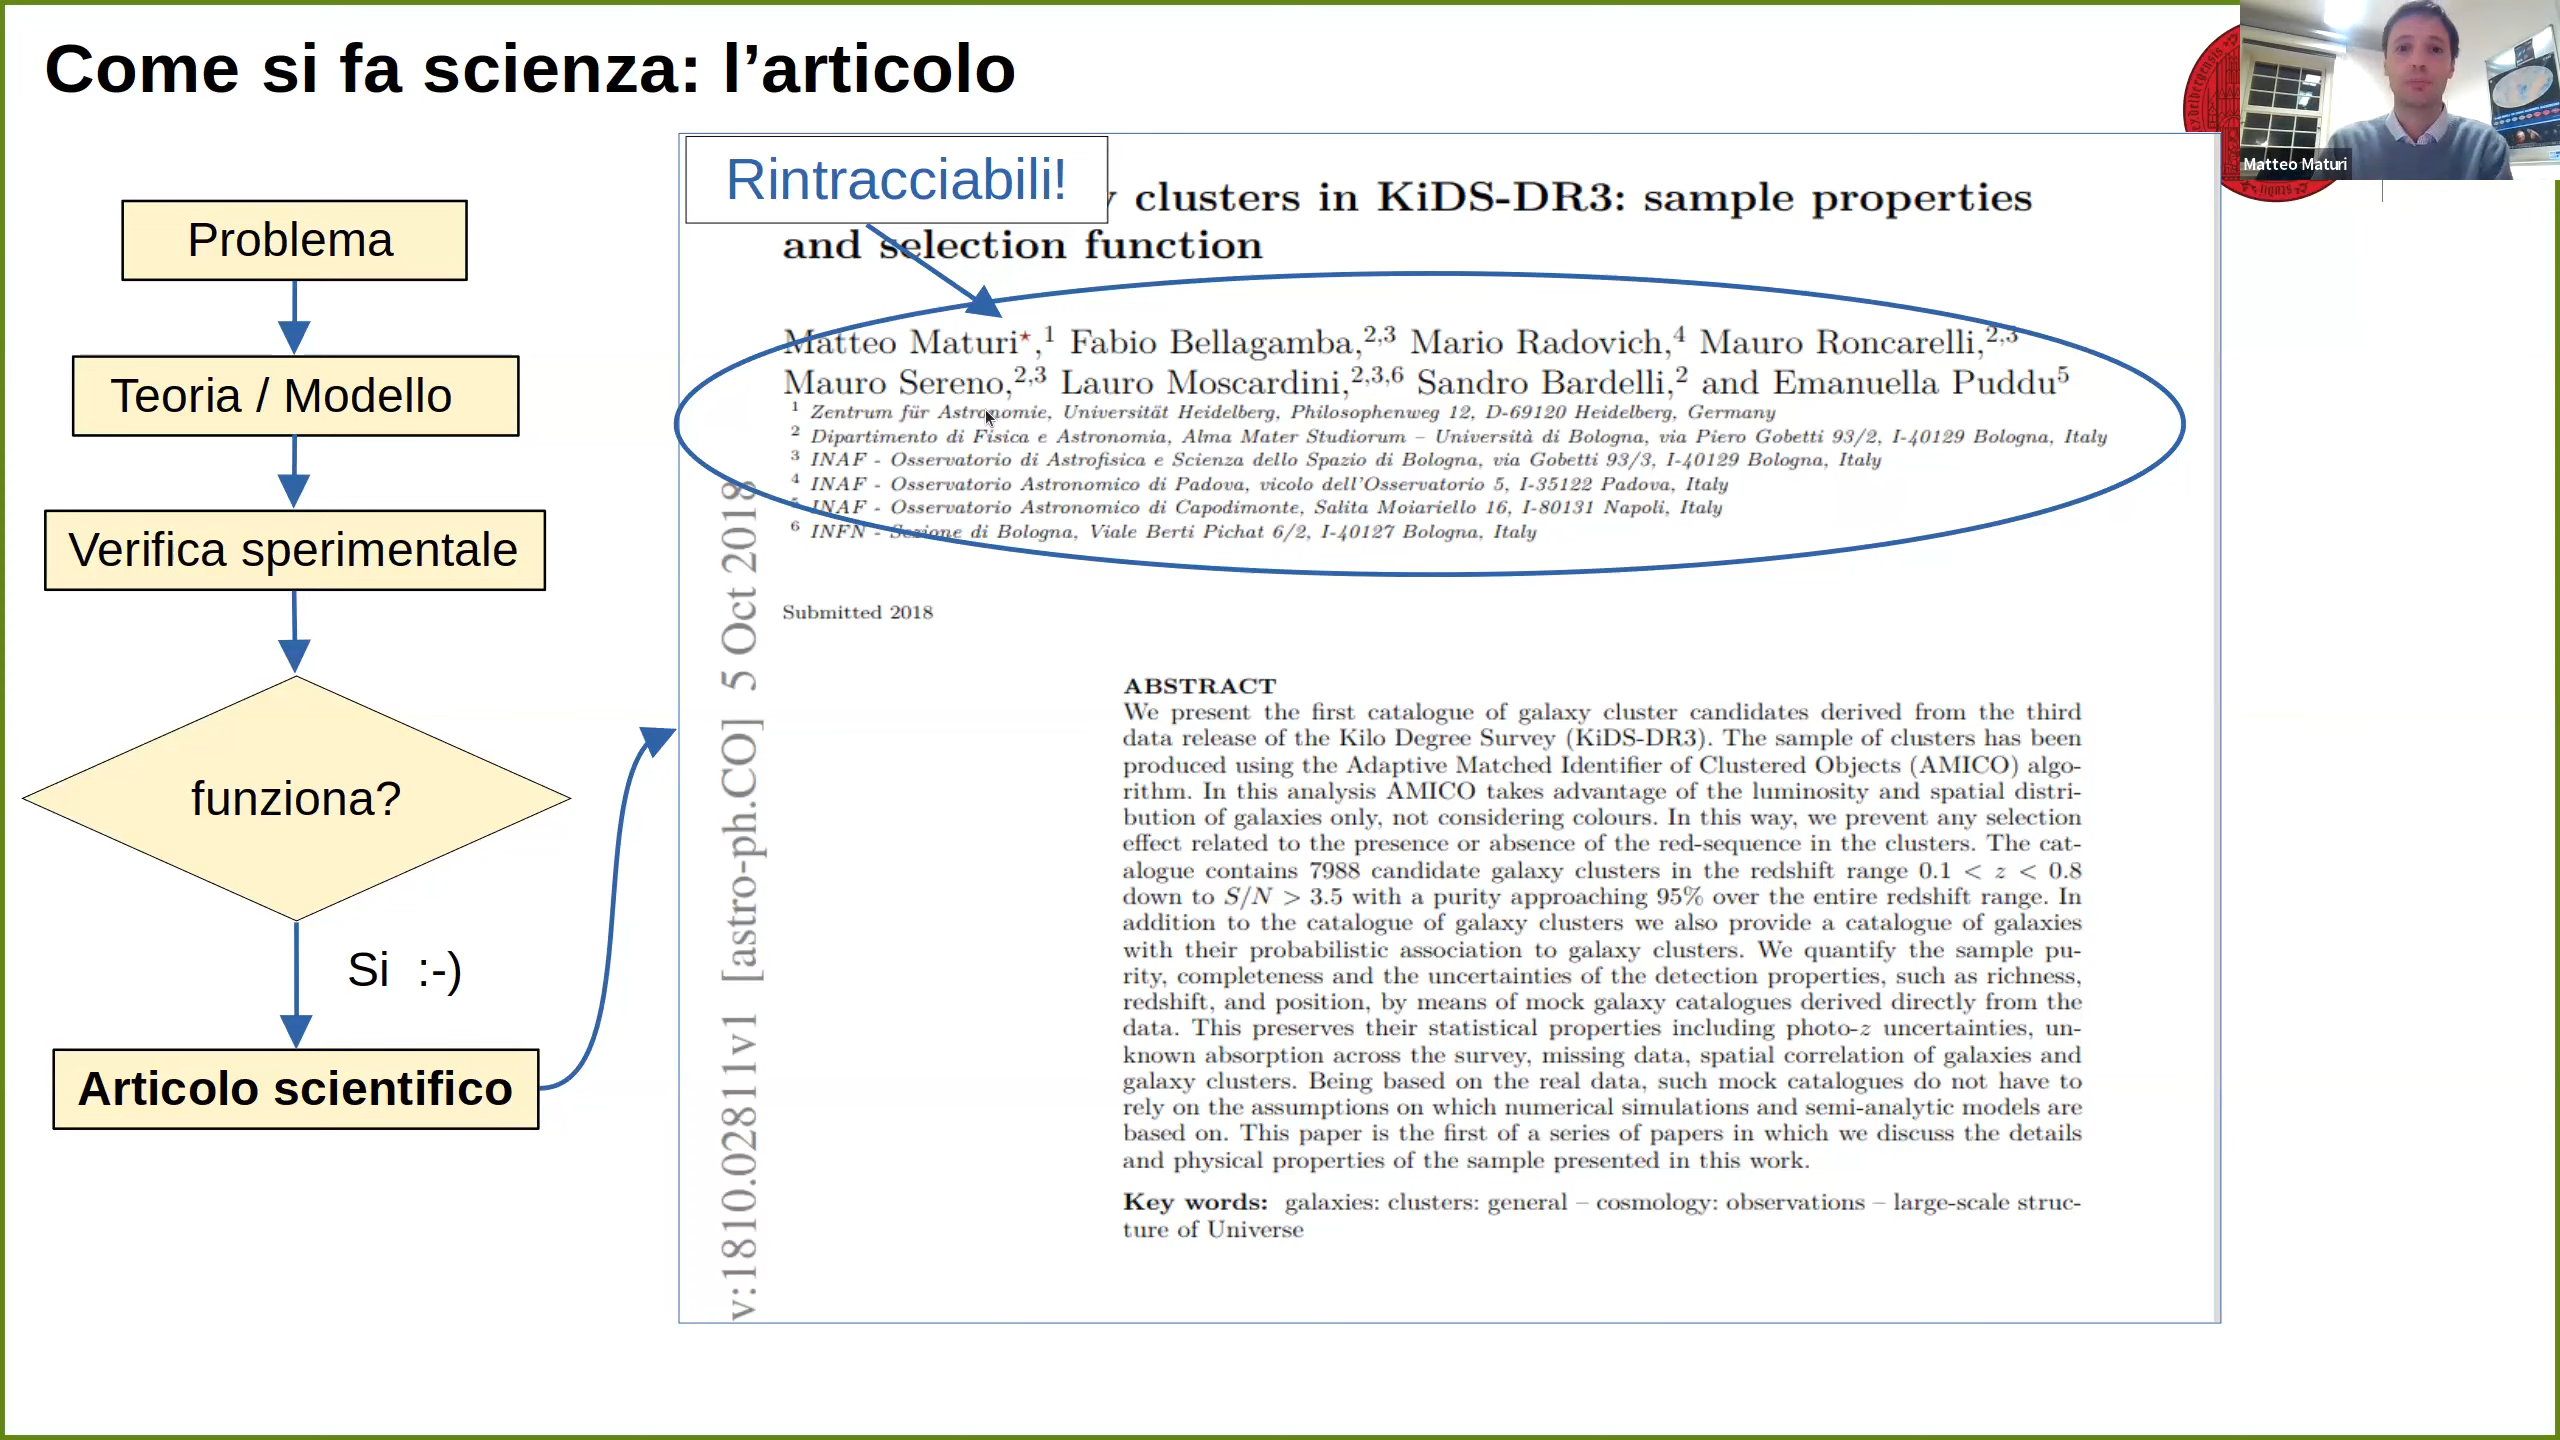 Come si fa scienza: l’articolo
Matteo Maturi
Problema
Teoria / Modello
Verifica sperimentale
funziona?
Si :-)
Articolo scientifico
Rintracciabili!
clusters in KiDS-DR3: sample properties
and selection function
Matteo Maturi⋆,1 Fabio Bellagamba,2,3 Mario Radovich,4 Mauro Roncarelli,2,3
Mauro Sereno,2,3 Lauro Moscardini,2,3,6 Sandro Bardelli,2 and Emanuella Puddu5
1 Zentrum für Astronomie, Universität Heidelberg, Philosophenweg 12, D-69120 Heidelberg, Germany
2 Dipartimento di Fisica e Astronomia, Alma Mater Studiorum – Università di Bologna, via Piero Gobetti 93/2, I-40129 Bologna, Italy
3 INAF - Osservatorio di Astrofisica e Scienza dello Spazio di Bologna, via Gobetti 93/3, I-40129 Bologna, Italy
4 INAF - Osservatorio Astronomico di Padova, vicolo dell’Osservatorio 5, I-35122 Padova, Italy
5 INAF - Osservatorio Astronomico di Capodimonte, Salita Moiariello 16, I-80131 Napoli, Italy
6 INFN - Sezione di Bologna, Viale Berti Pichat 6/2, I-40127 Bologna, Italy
Submitted 2018
v:1810.02811v1 [astro-ph.CO] 5 Oct 2018
ABSTRACT
We present the first catalogue of galaxy cluster candidates derived from the third
data release of the Kilo Degree Survey (KiDS-DR3). The sample of clusters has been
produced using the Adaptive Matched Identifier of Clustered Objects (AMICO) algo-
rithm. In this analysis AMICO takes advantage of the luminosity and spatial distri-
bution of galaxies only, not considering colours. In this way, we prevent any selection
effect related to the presence or absence of the red-sequence in the clusters. The cat-
alogue contains 7988 candidate galaxy clusters in the redshift range 0.1 < z < 0.8
down to S/N > 3.5 with a purity approaching 95% over the entire redshift range. In
addition to the catalogue of galaxy clusters we also provide a catalogue of galaxies
with their probabilistic association to galaxy clusters. We quantify the sample pu-
rity, completeness and the uncertainties of the detection properties, such as richness,
redshift, and position, by means of mock galaxy catalogues derived directly from the
data. This preserves their statistical properties including photo-z uncertainties, un-
known absorption across the survey, missing data, spatial correlation of galaxies and
galaxy clusters. Being based on the real data, such mock catalogues do not have to
rely on the assumptions on which numerical simulations and semi-analytic models are
based on. This paper is the first of a series of papers in which we discuss the details
and physical properties of the sample presented in this work.
Key words: galaxies: clusters: general – cosmology: observations – large-scale struc-
ture of Universe